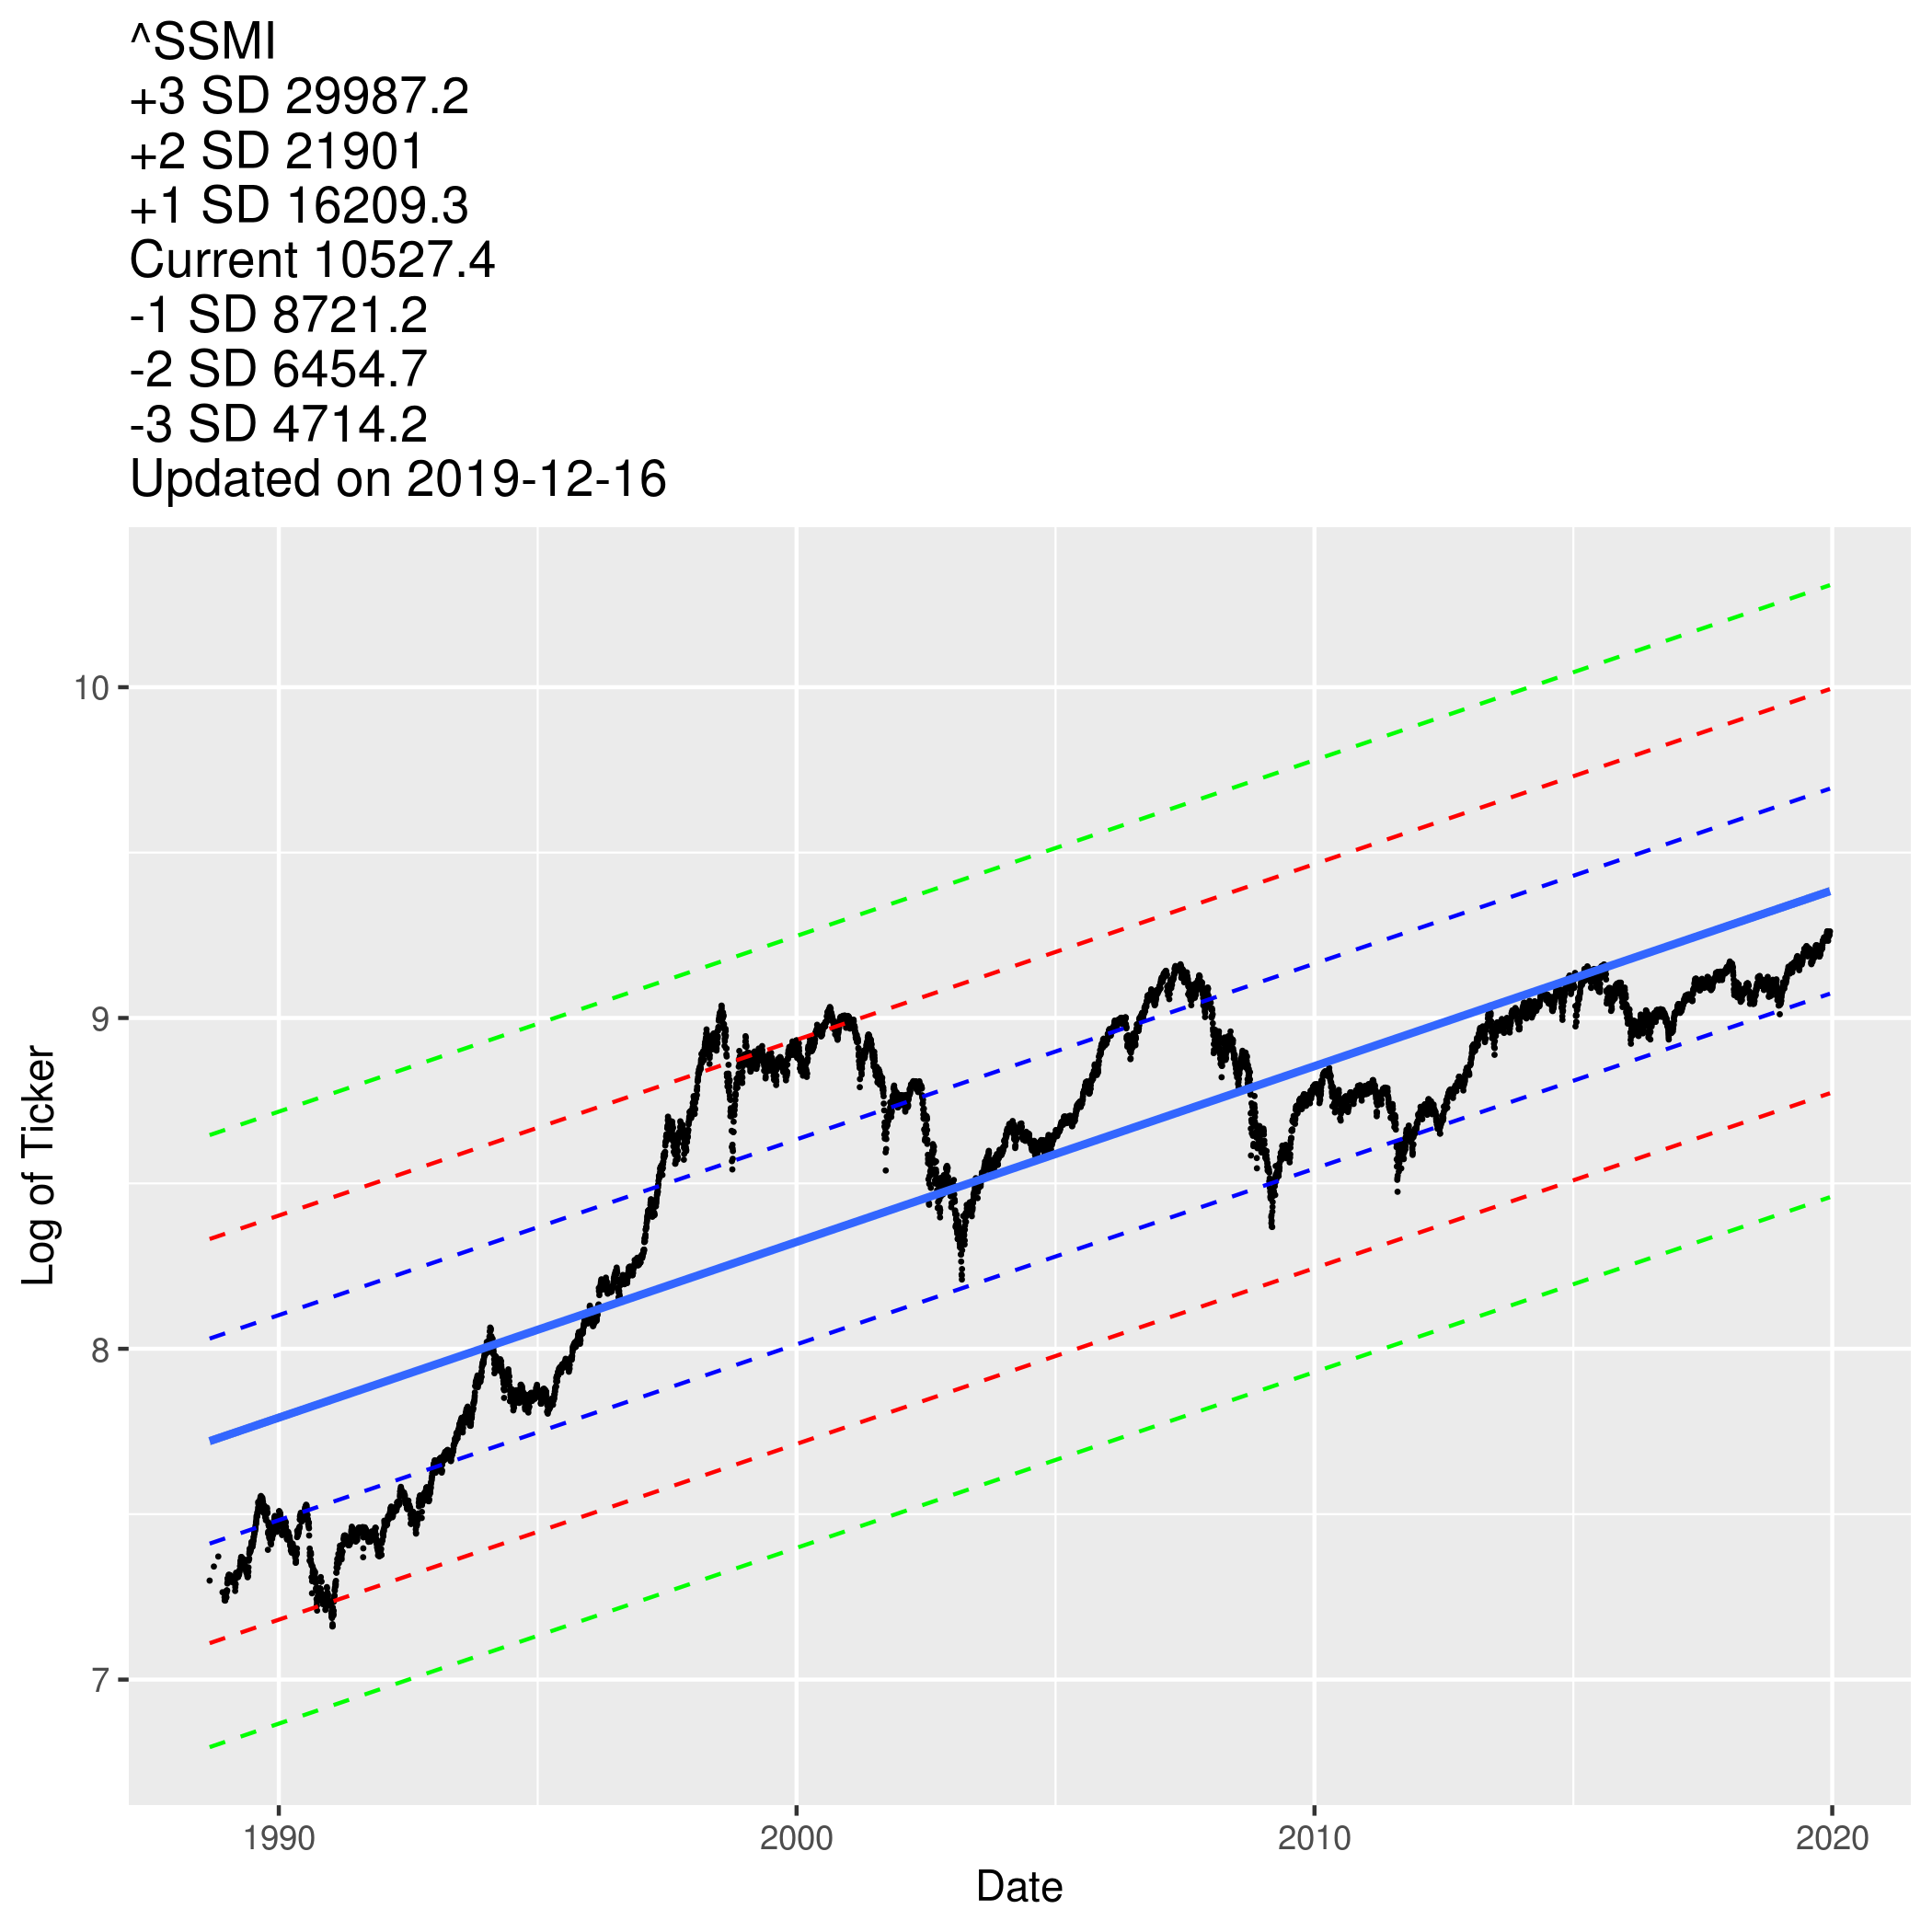 ^SSMI
+3 SD 29987.2
+2 SD 21901
+1 SD 16209.3
Current 10527.4
-1 SD 8721.2
-2 SD 6454.7
-3 SD 4714.2
Updated on 2019-12-16
10
9
8
7
Log of Ticker
1990
2000
2010
2020
Date